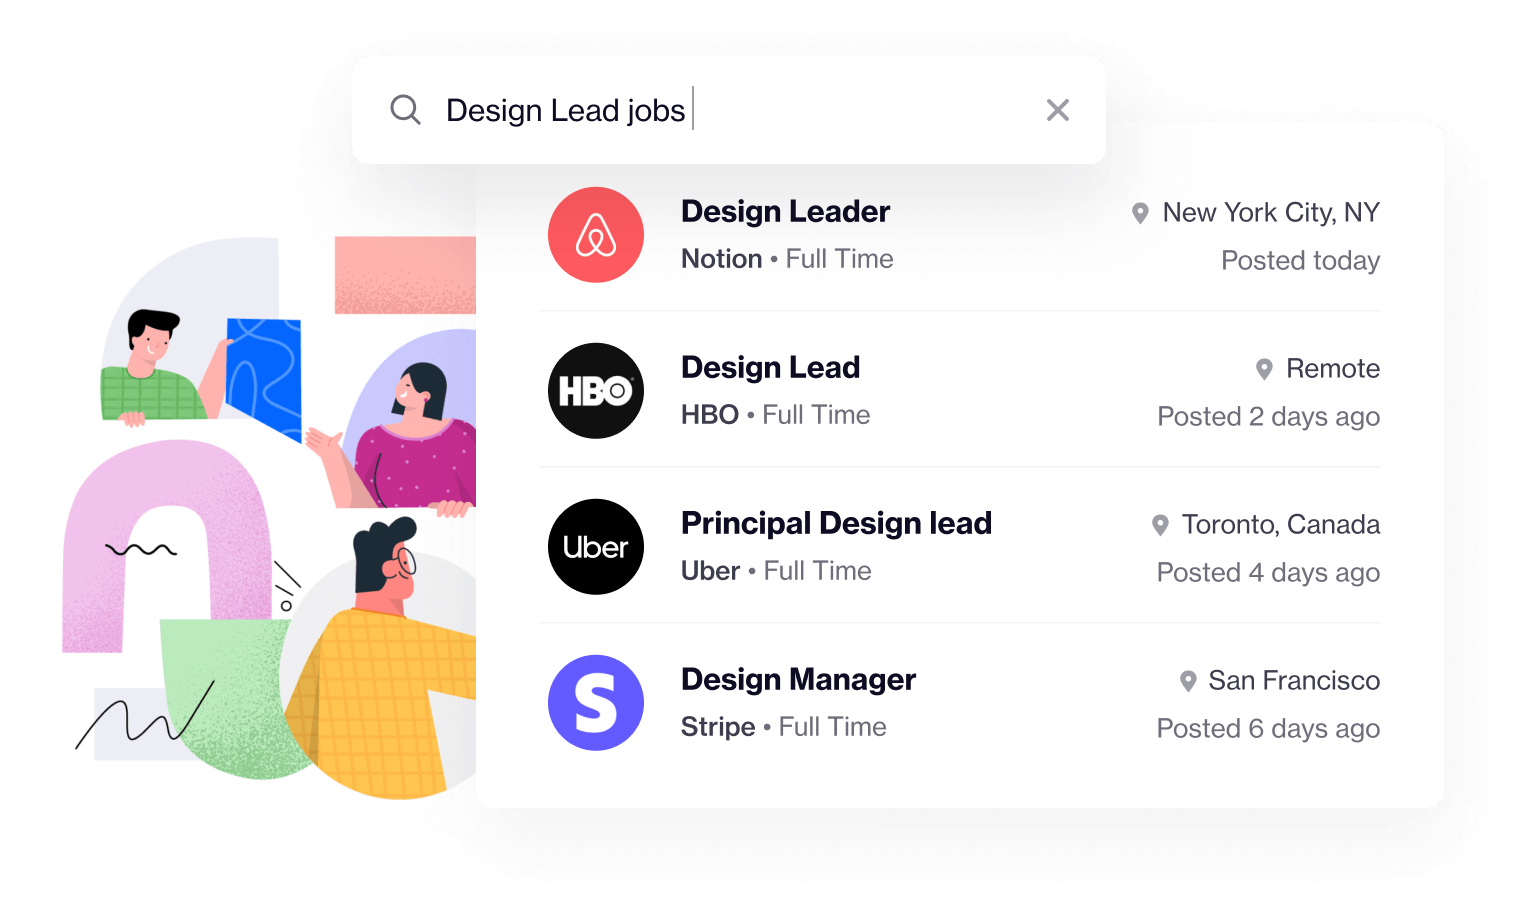 Design Lead jobs
Design Leader
New York City, NY
Notion • Full Time
Posted today
HBO
Design Lead
Remote
HBO • Full Time
Posted 2 days ago
Uber
Principal Design lead
Toronto, Canada
Uber • Full Time
Posted 4 days ago
S
Design Manager
San Francisco
Stripe • Full Time
Posted 6 days ago